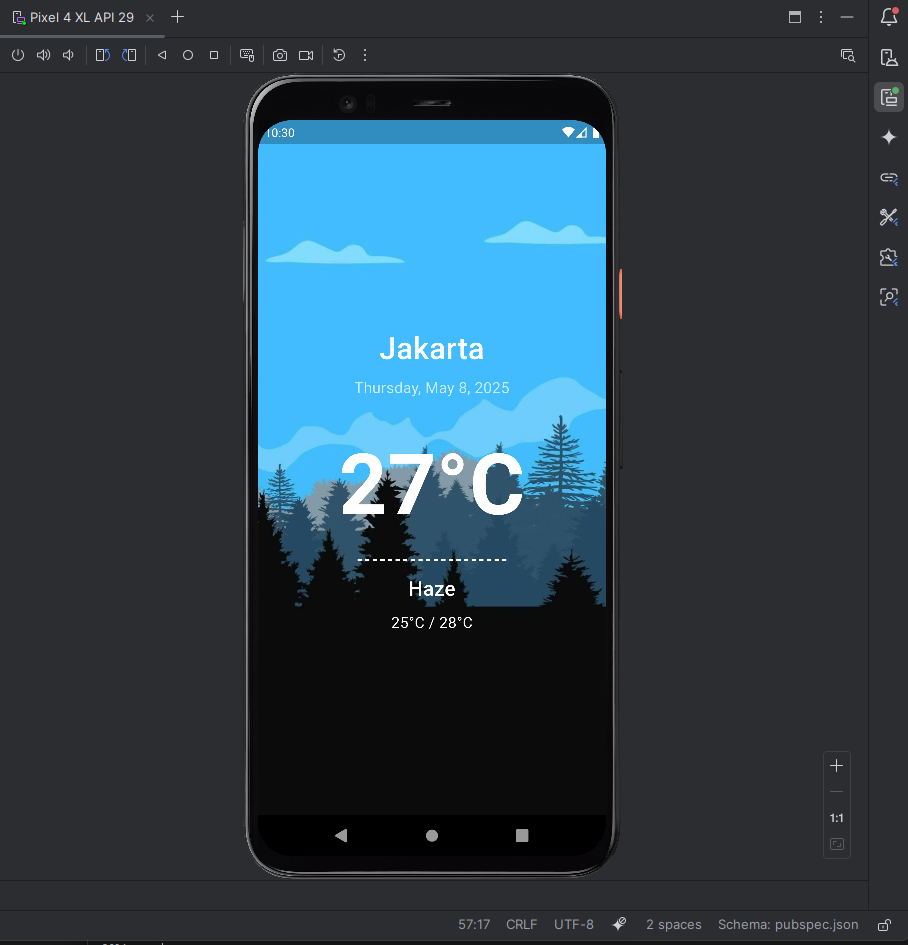 Pixel 4 XL API 29
10:30
Jakarta
Thursday, May 8, 2025
27°C
Haze
25°C / 28°C
1:1
57:17 CRLF UTF-8 2 spaces Schema: pubspec.json